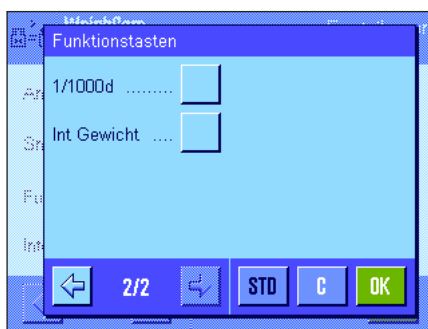 Funktionstasten
1/1000d .........
Int Gewicht ....
2/2
STD
C
OK